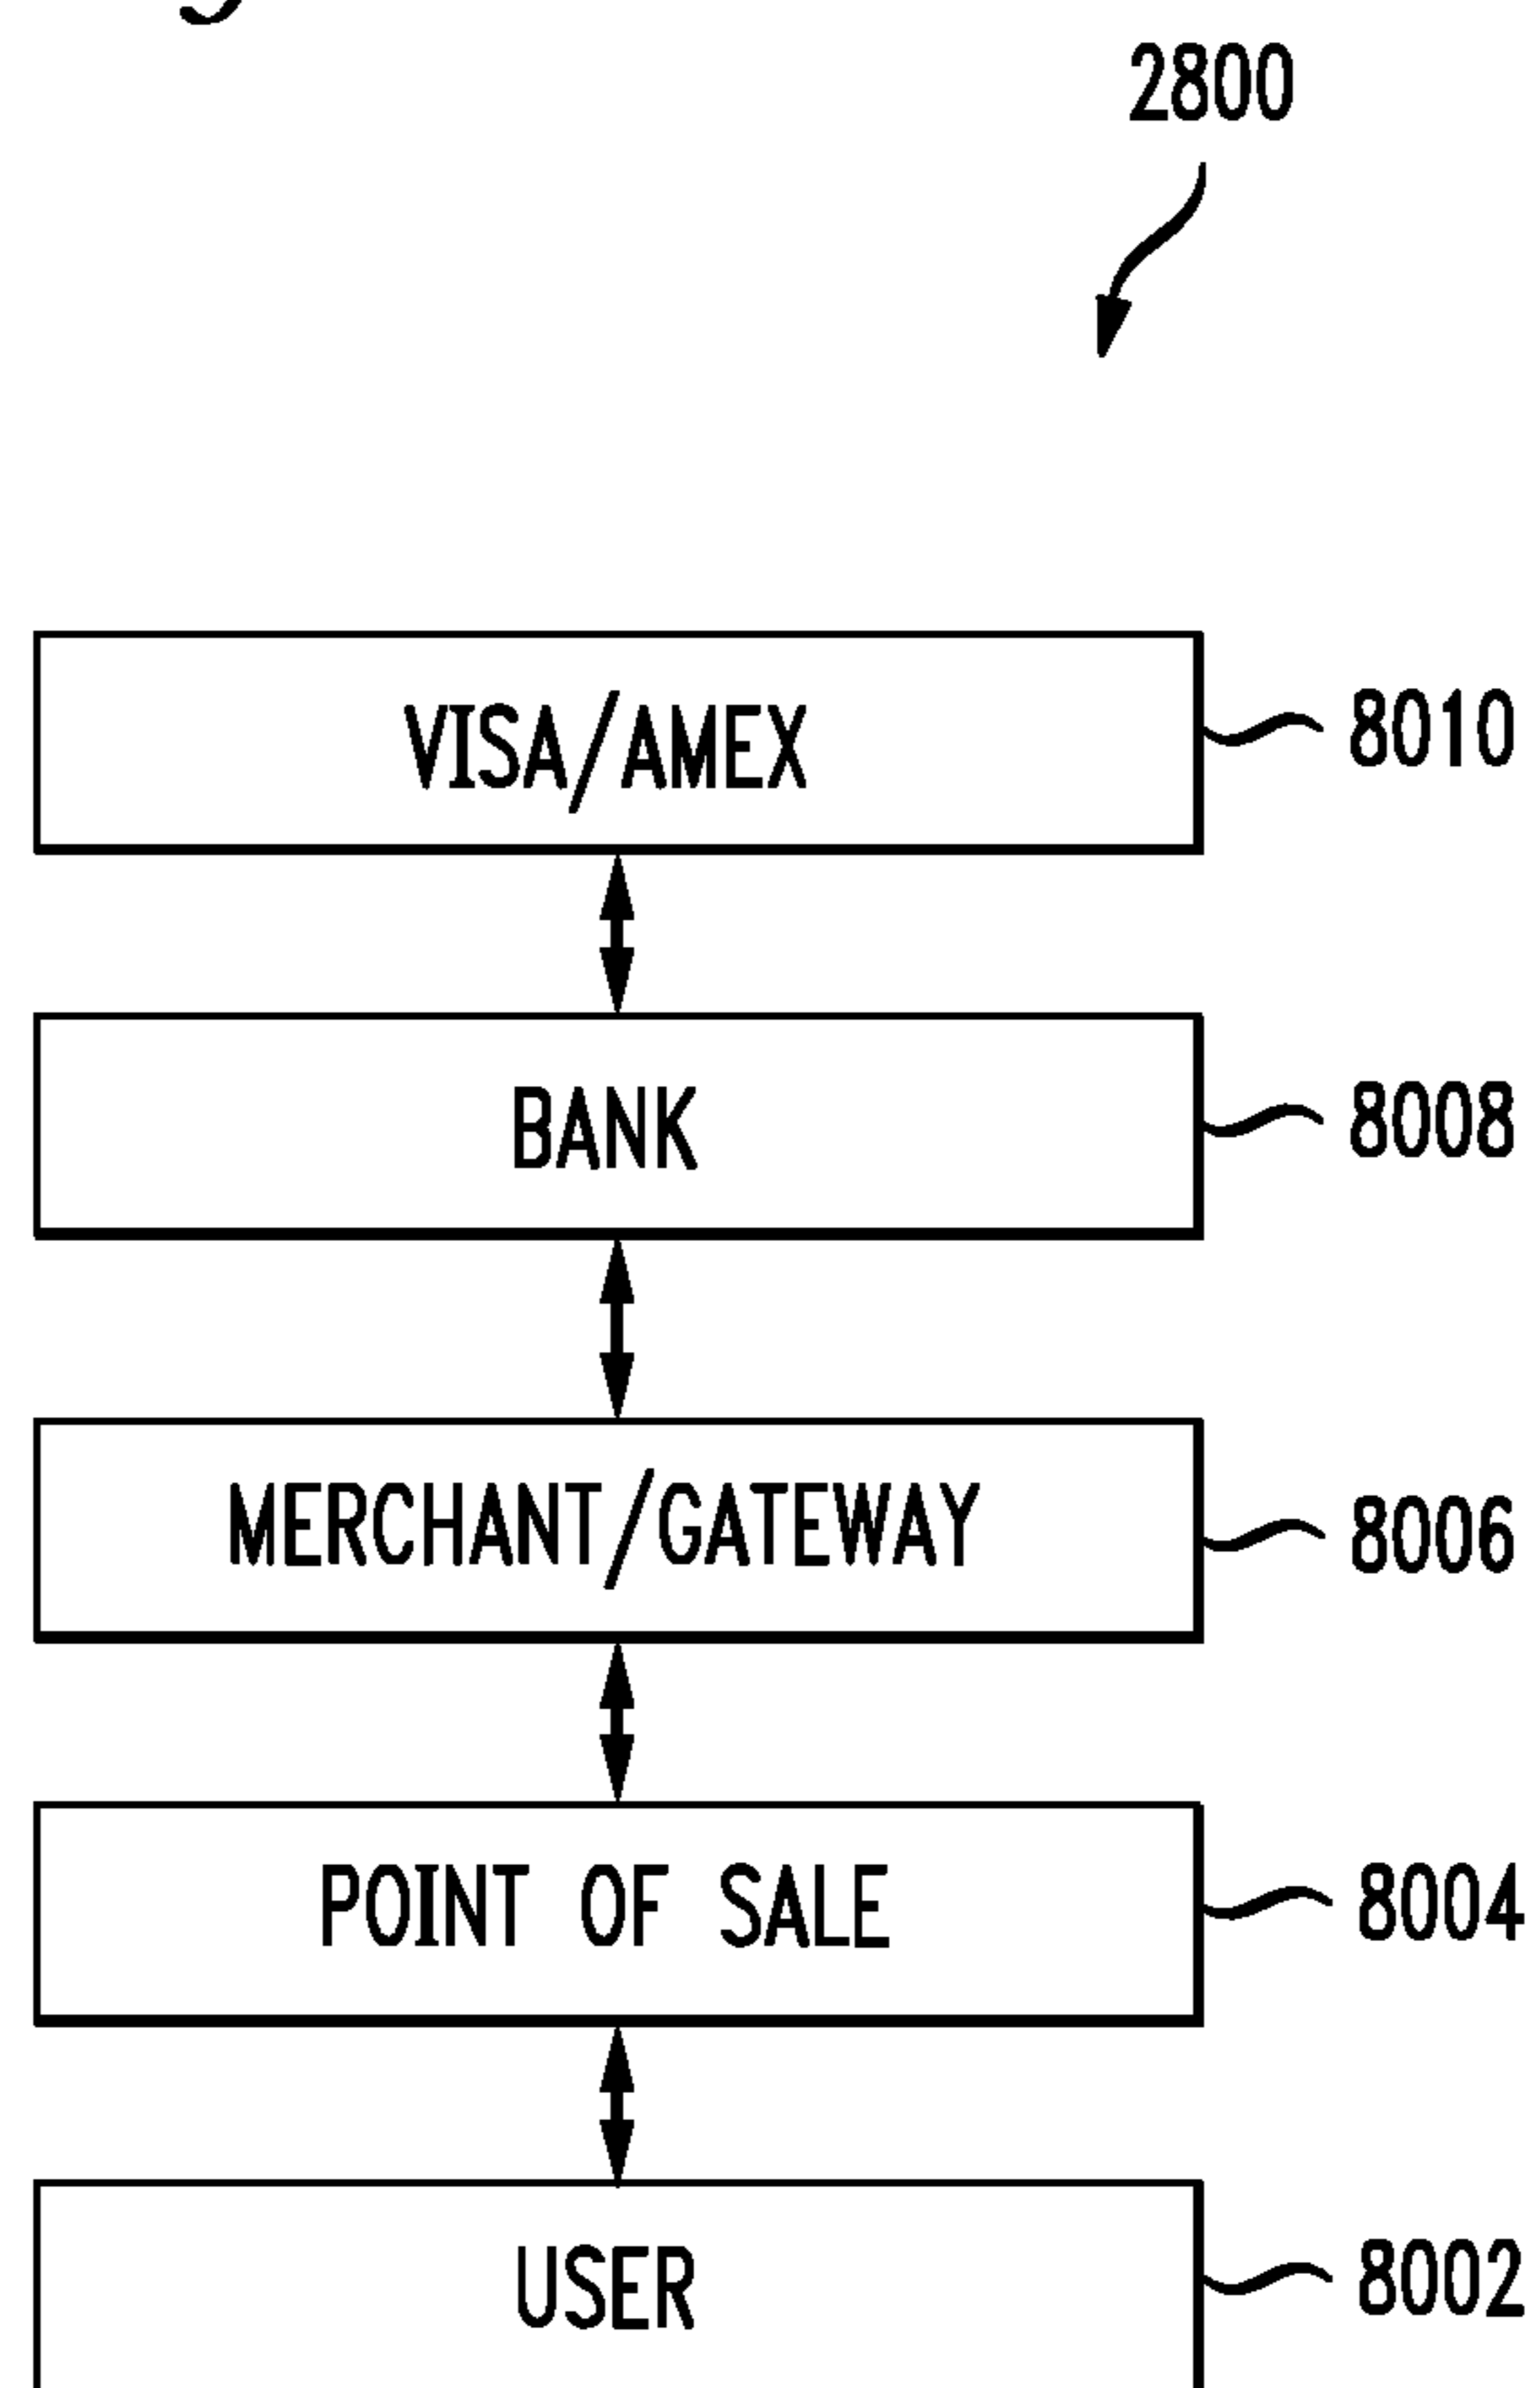 2800
VISA/AMEX
8010
BANK
8008
MERCHANT/GATEWAY
8006
POINT OF SALE
8004
USER
8002